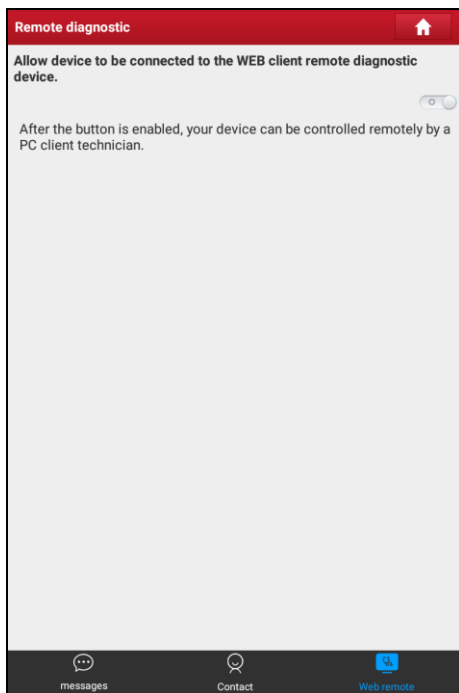 Remote diagnostic
Allow device to be connected to the WEB client remote diagnostic
device.
After the button is enabled, your device can be controlled remotely by a
PC client technician.
messages
Contact
Web remote